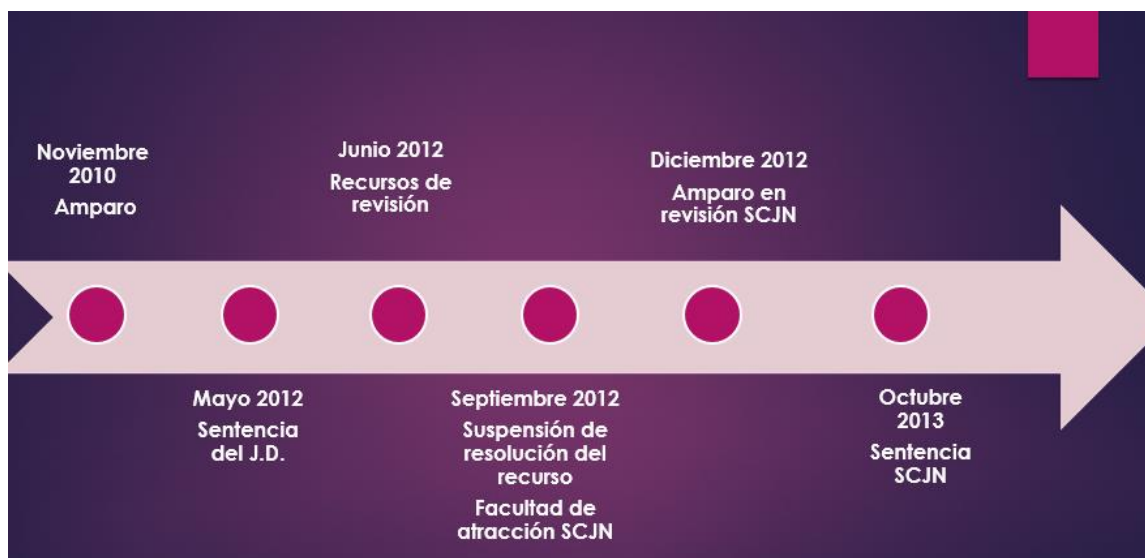 Noviembre
2010
Amparo
Mayo 2012
Sentencia
del J.D.
Junio 2012
Recursos de
revisión
Septiembre 2012
Suspensión de
resolución del
recurso
Facultad de
atracción SCJN
Diciembre 2012
Amparo en
revisión SCJN
Octubre
2013
Sentencia
SCJN